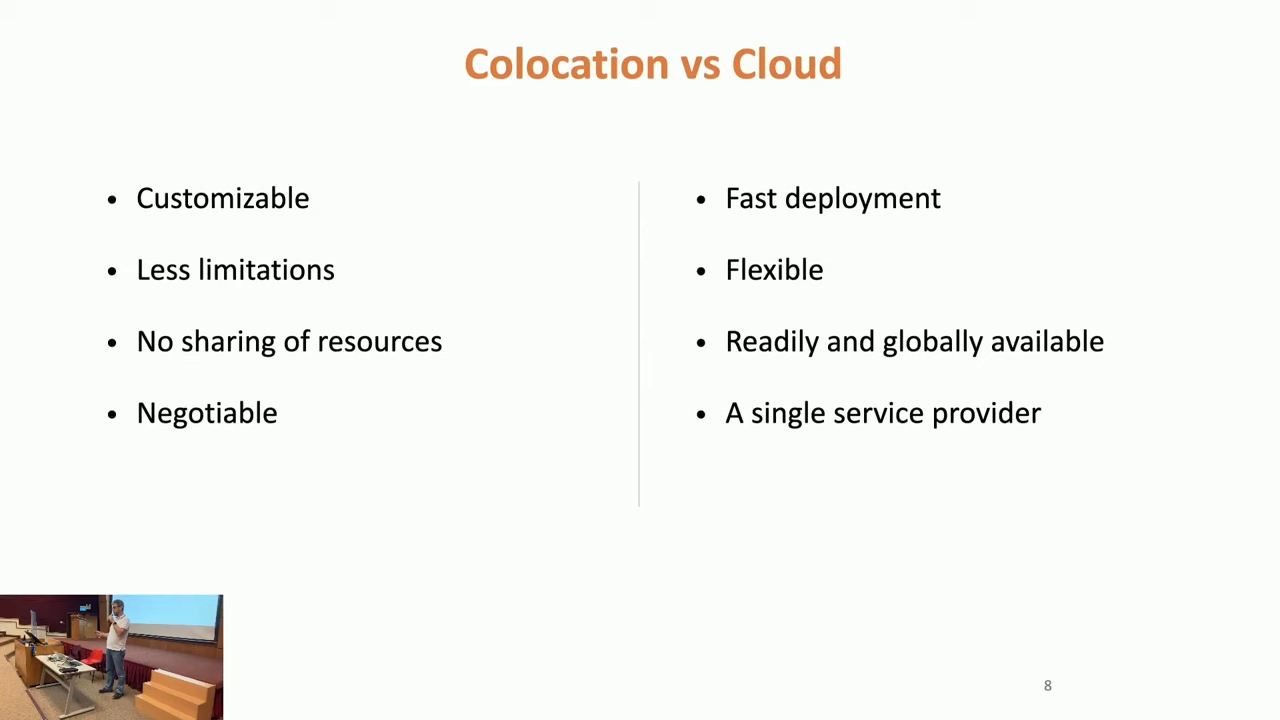 Colocation vs Cloud
• Customizable
• Less limitations
• No sharing of resources
• Negotiable
• Fast deployment
• Flexible
• Readily and globally available
• A single service provider
8